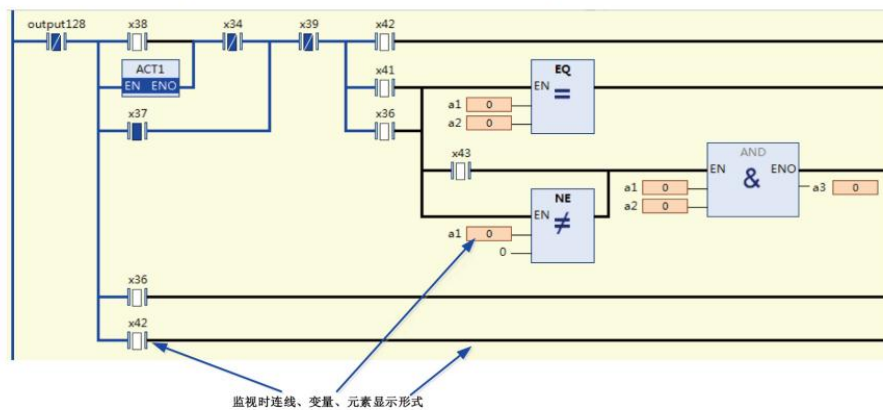 output128 x38 x34 x39 x42
ACT1
EN ENO
x41 EQ
EN =
a1 0
a2 0
x37 x36
x43 AND
EN ENO
&
a1 0 a3 0
a2 0
NE
EN ≠
a1 0
0
x36
x42
监视时连线、变量、元素显示形式